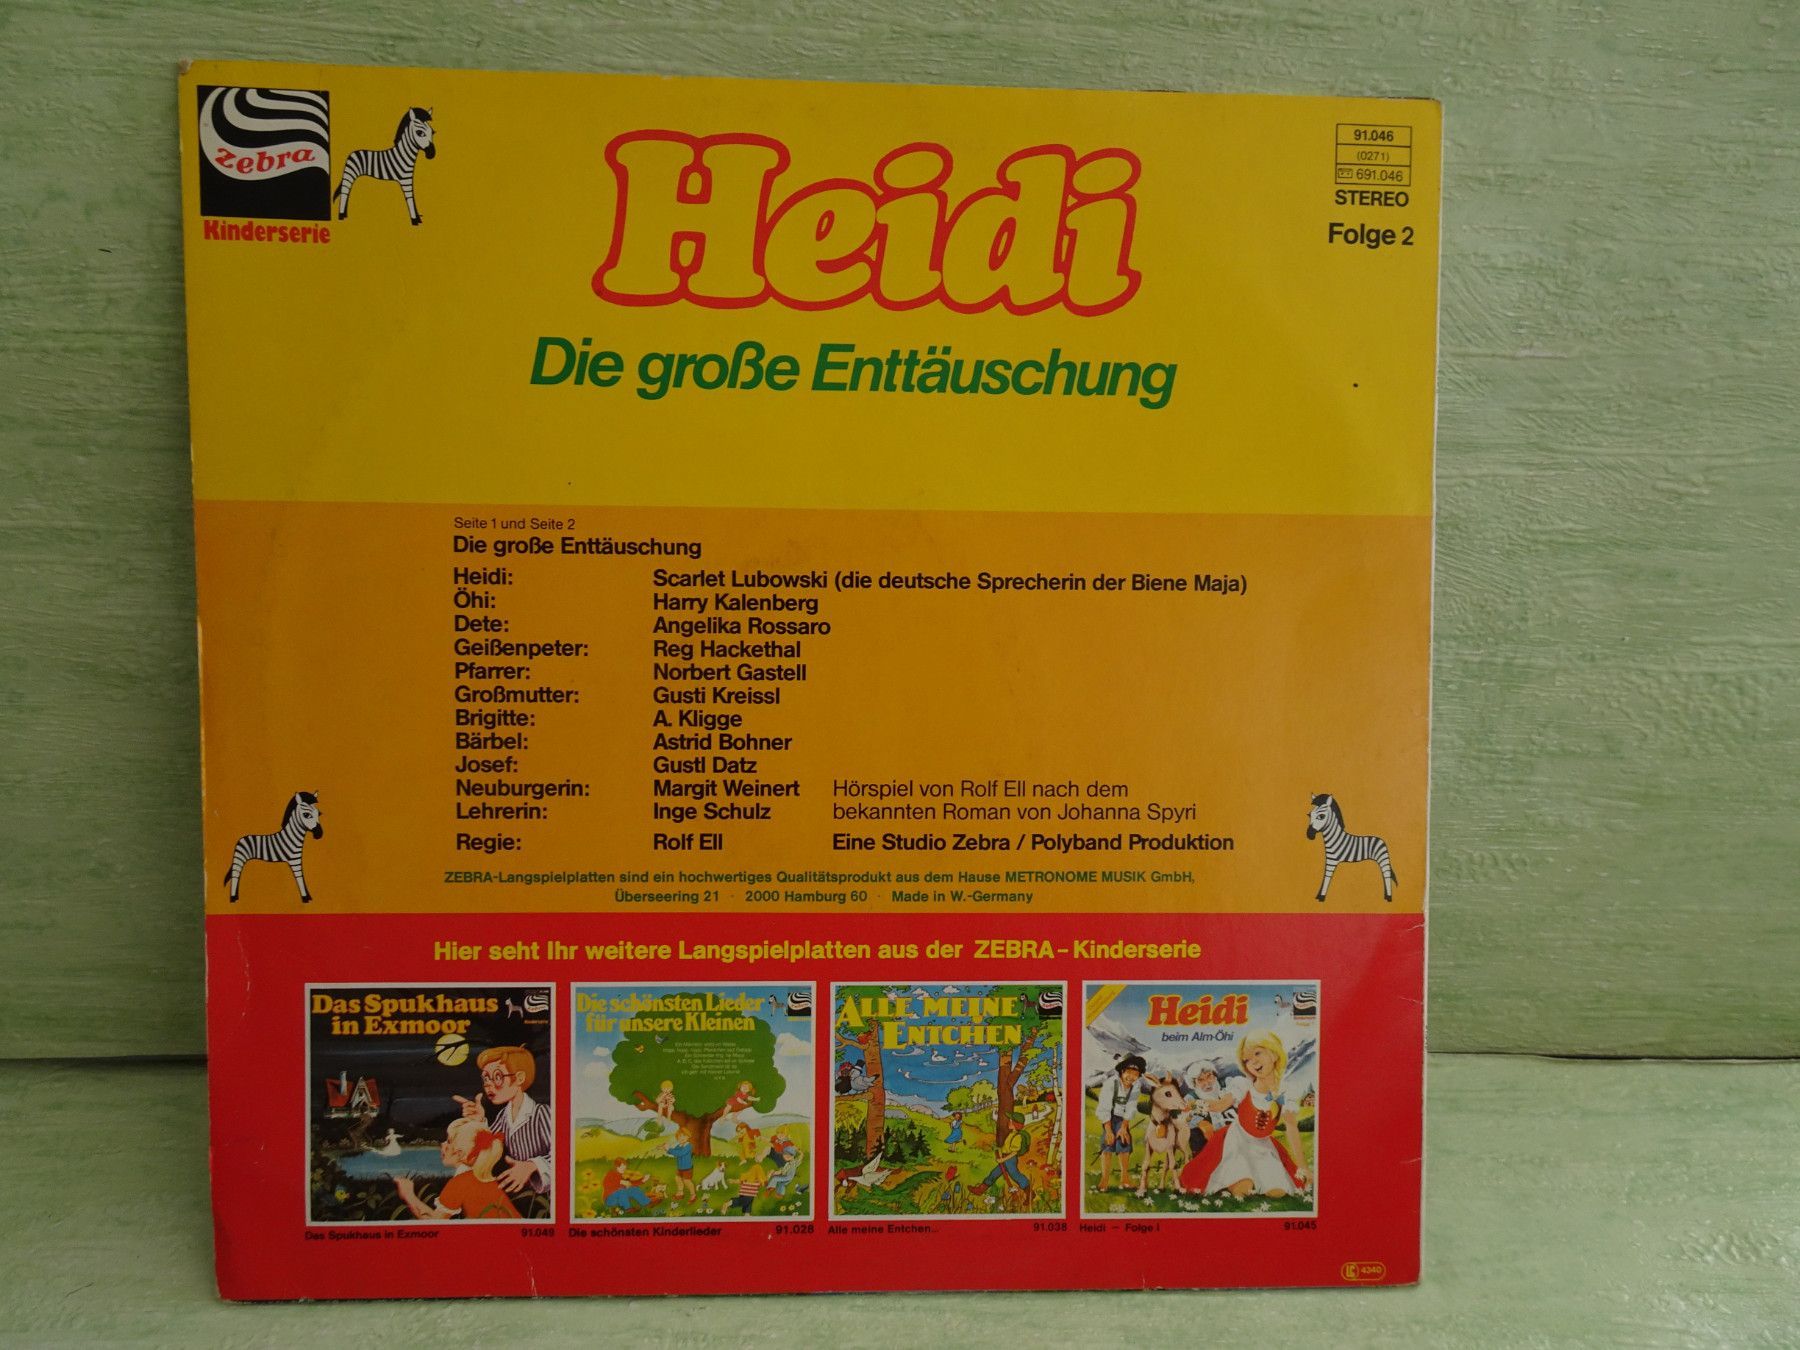 Zebra
Kinderserie
Heidi
Die große Enttäuschung
91.046
(0271)
691.046
STEREO
Folge 2
Seite 1 und Seite 2
Die große Enttäuschung
Heidi: Scarlet Lubowski (die deutsche Sprecherin der Biene Maja)
Öhi: Harry Kalenberg
Dete: Angelika Rossaro
Geißenpeter: Reg Hackethal
Pfarrer: Norbert Gastell
Großmutter: Gusti Kreissl
Brigitte: A. Kligge
Bärbel: Astrid Bohner
Josef: Gustl Datz
Neuburgerin: Margit Weinert Hörspiel von Rolf Ell nach dem
Lehrerin: Inge Schulz bekannten Roman von Johanna Spyri
Regie: Rolf Ell Eine Studio Zebra / Polyband Produktion
ZEBRA-Langspielplatten sind ein hochwertiges Qualitätsprodukt aus dem Hause METRONOME MUSIK GmbH,
Überseering 21 · 2000 Hamburg 60 · Made in W.-Germany
Hier seht Ihr weitere Langspielplatten aus der ZEBRA-Kinderserie
Das Spukhaus
in Exmoor
Das Spukhaus in Exmoor 91.049
Die schönsten Lieder
für unsere Kleinen
Die schönsten Kinderlieder 91.028
ALLE MEINE
ENTCHEN
Alle meine Entchen... 91.038
Heidi
beim Alm-Öhi
Heidi — Folge I 91.045
LC 4340